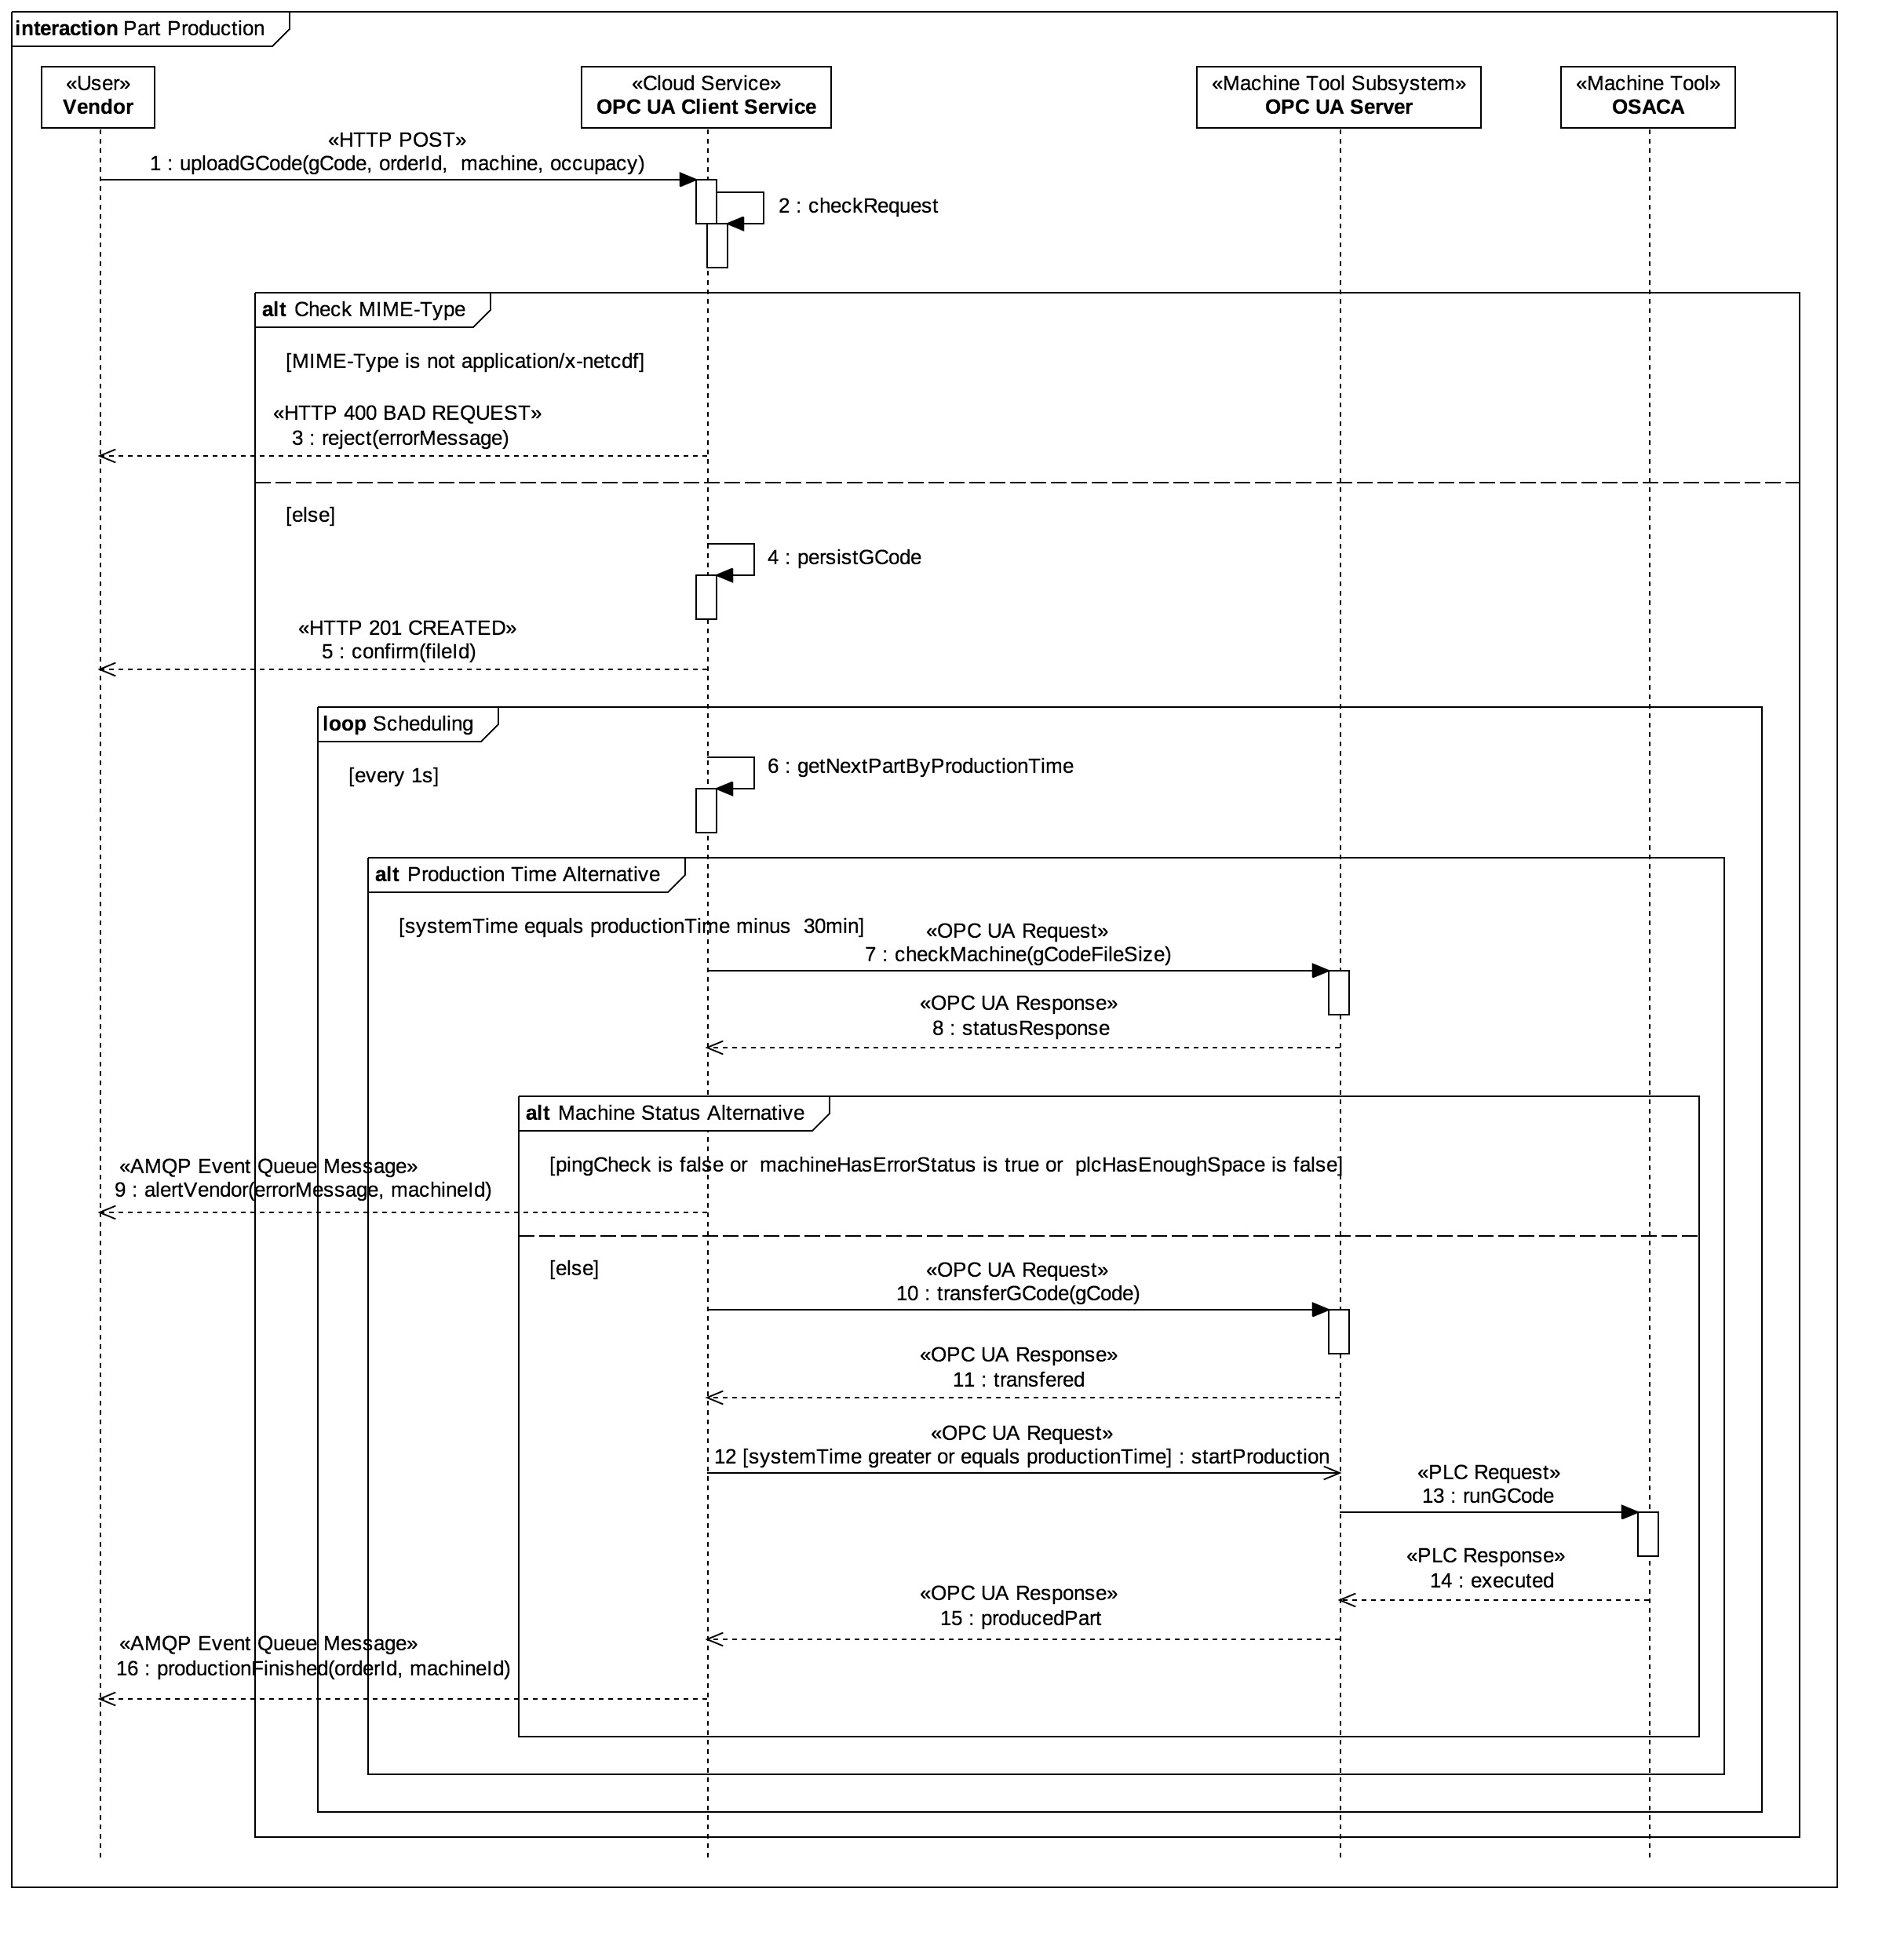 interaction Part Production
«User»
Vendor
«Cloud Service»
OPC UA Client Service
«Machine Tool Subsystem»
OPC UA Server
«Machine Tool»
OSACA
«HTTP POST»
1 : uploadGCode(gCode, orderId,  machine, occupacy)
2 : checkRequest
alt Check MIME-Type
[MIME-Type is not application/x-netcdf]
«HTTP 400 BAD REQUEST»
3 : reject(errorMessage)
[else]
4 : persistGCode
«HTTP 201 CREATED»
5 : confirm(fileId)
loop Scheduling
[every 1s]
6 : getNextPartByProductionTime
alt Production Time Alternative
[systemTime equals productionTime minus  30min]
«OPC UA Request»
7 : checkMachine(gCodeFileSize)
«OPC UA Response»
8 : statusResponse
alt Machine Status Alternative
[pingCheck is false or  machineHasErrorStatus is true or  plcHasEnoughSpace is false]
«AMQP Event Queue Message»
9 : alertVendor(errorMessage, machineId)
[else]
«OPC UA Request»
10 : transferGCode(gCode)
«OPC UA Response»
11 : transfered
«OPC UA Request»
12 [systemTime greater or equals productionTime] : startProduction
«PLC Request»
13 : runGCode
«PLC Response»
14 : executed
«OPC UA Response»
15 : producedPart
«AMQP Event Queue Message»
16 : productionFinished(orderId, machineId)